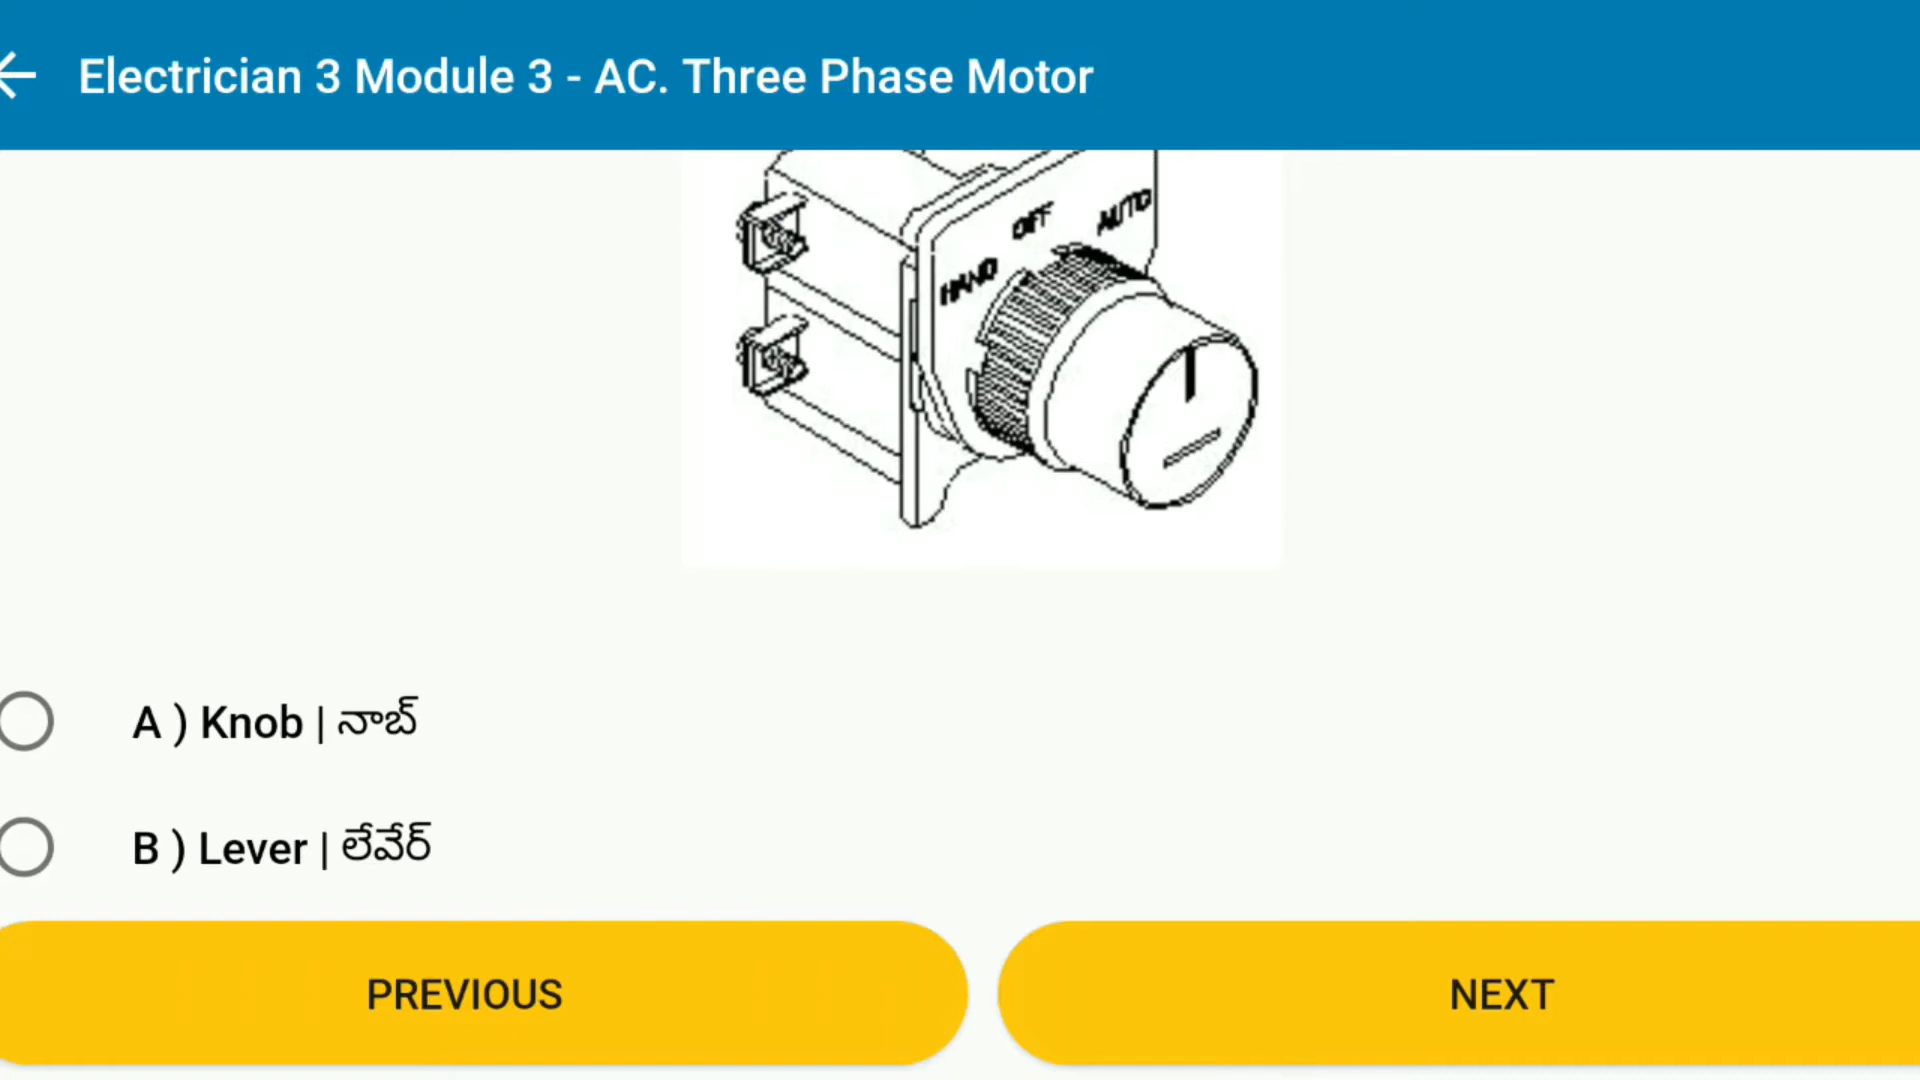 Electrician 3 Module 3 - AC. Three Phase Motor
HAND OFF AUTO
A ) Knob | నాబ్
B ) Lever | లేవేర్
PREVIOUS NEXT